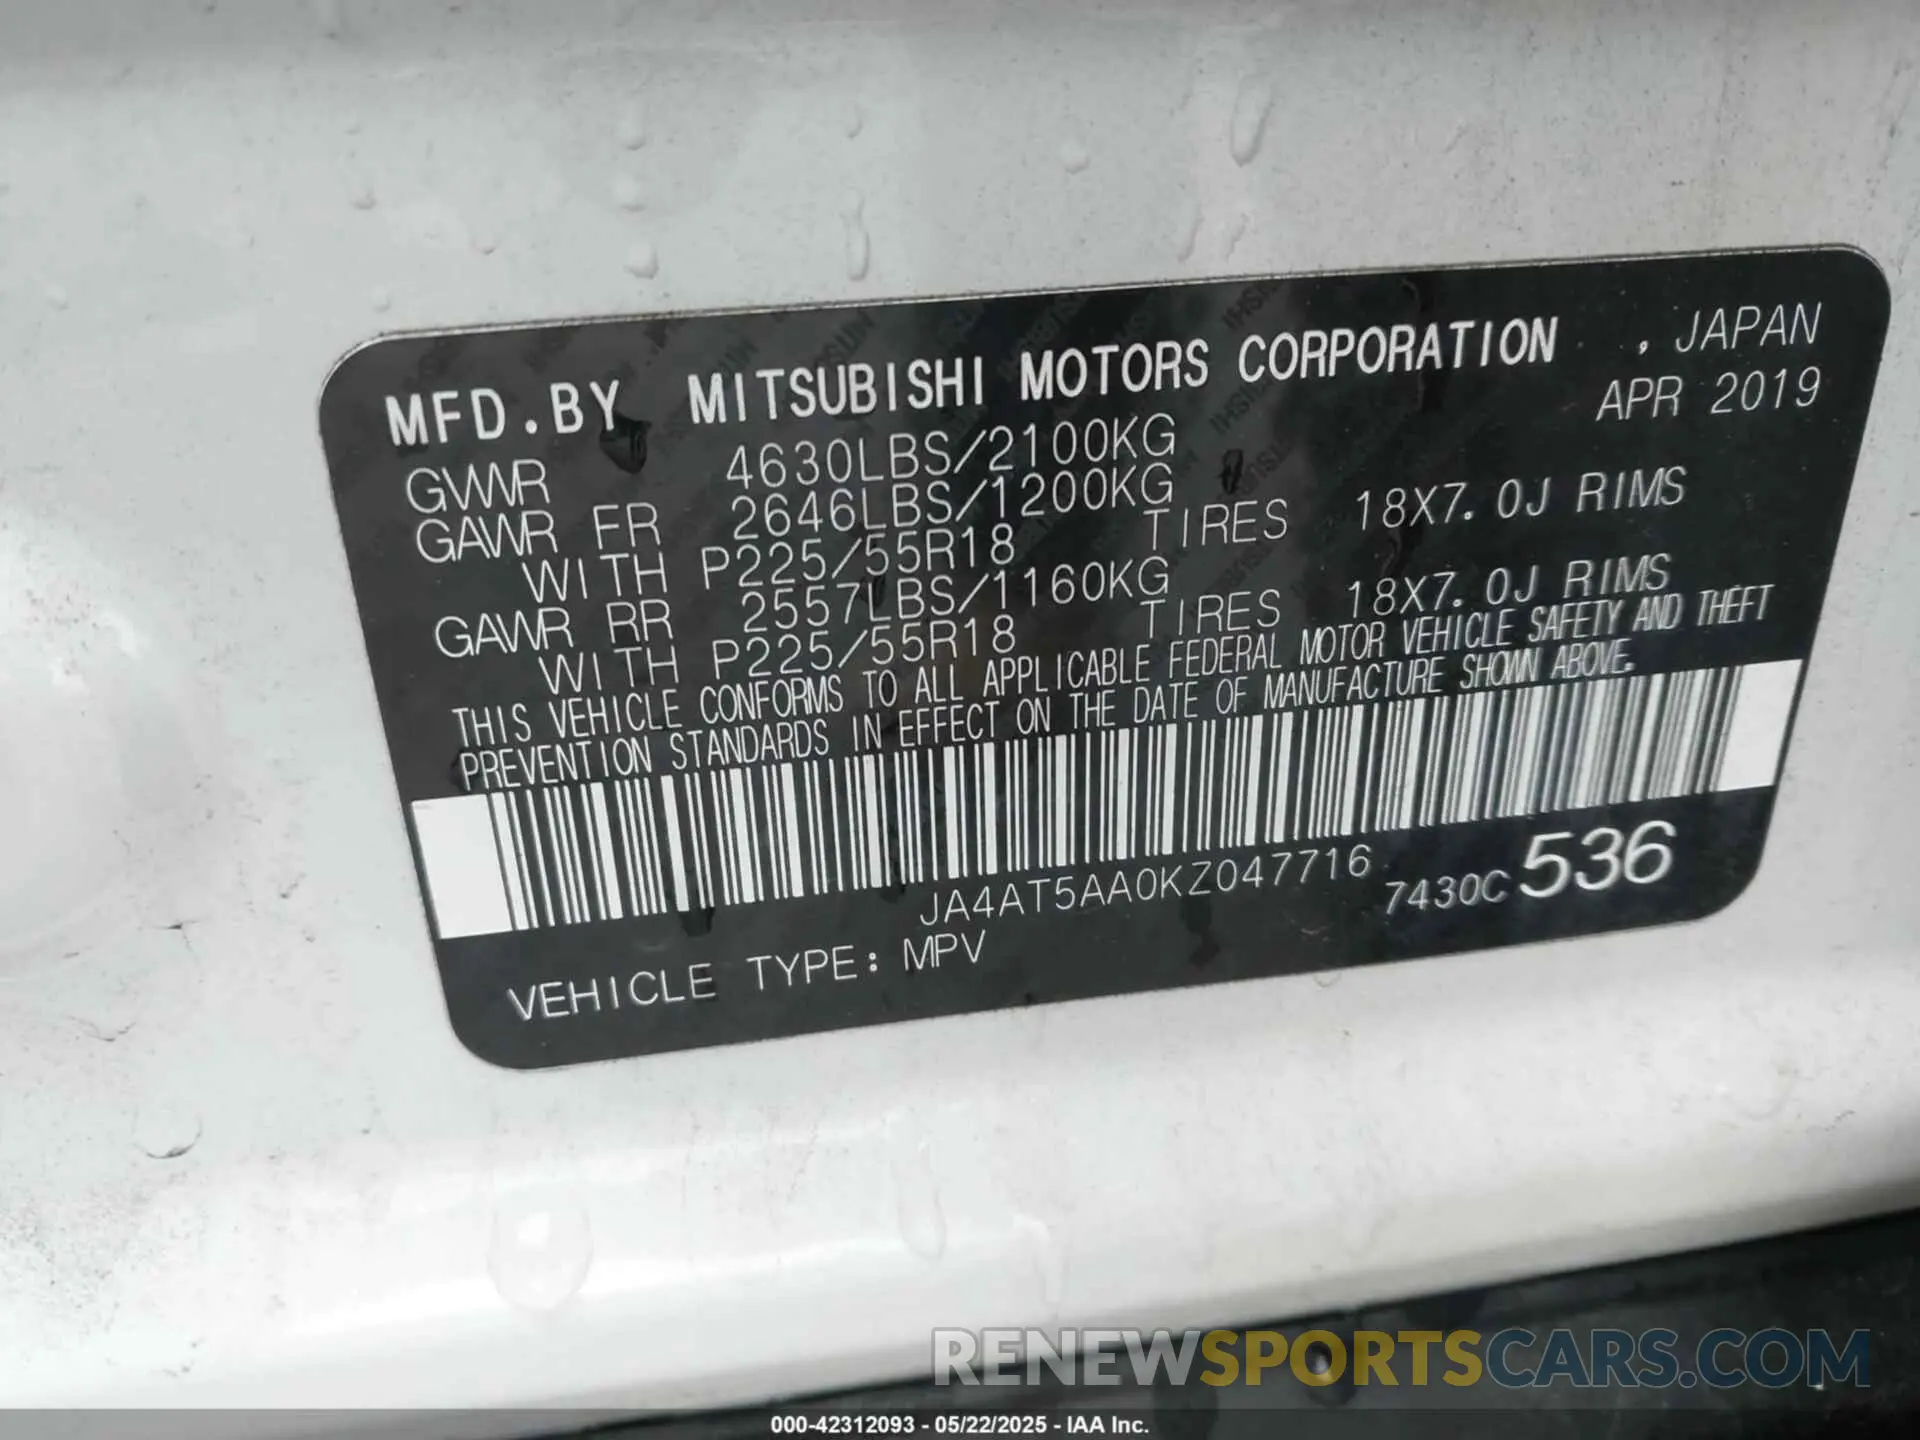 MFD.BY MITSUBISHI MOTORS CORPORATION , JAPAN
APR 2019
GVWR 4630LBS/2100KG
GAWR FR 2646LBS/1200KG
WITH P225/55R18 TIRES 18X7.0J RIMS
GAWR RR 2557LBS/1160KG
WITH P225/55R18 TIRES 18X7.0J RIMS
THIS VEHICLE CONFORMS TO ALL APPLICABLE FEDERAL MOTOR VEHICLE SAFETY AND THEFT
PREVENTION STANDARDS IN EFFECT ON THE DATE OF MANUFACTURE SHOWN ABOVE.
JA4AT5AA0KZ047716 7430C536
VEHICLE TYPE: MPV
RENEWSPORTSCARS.COM
000-42312093 - 05/22/2025 - IAA Inc.